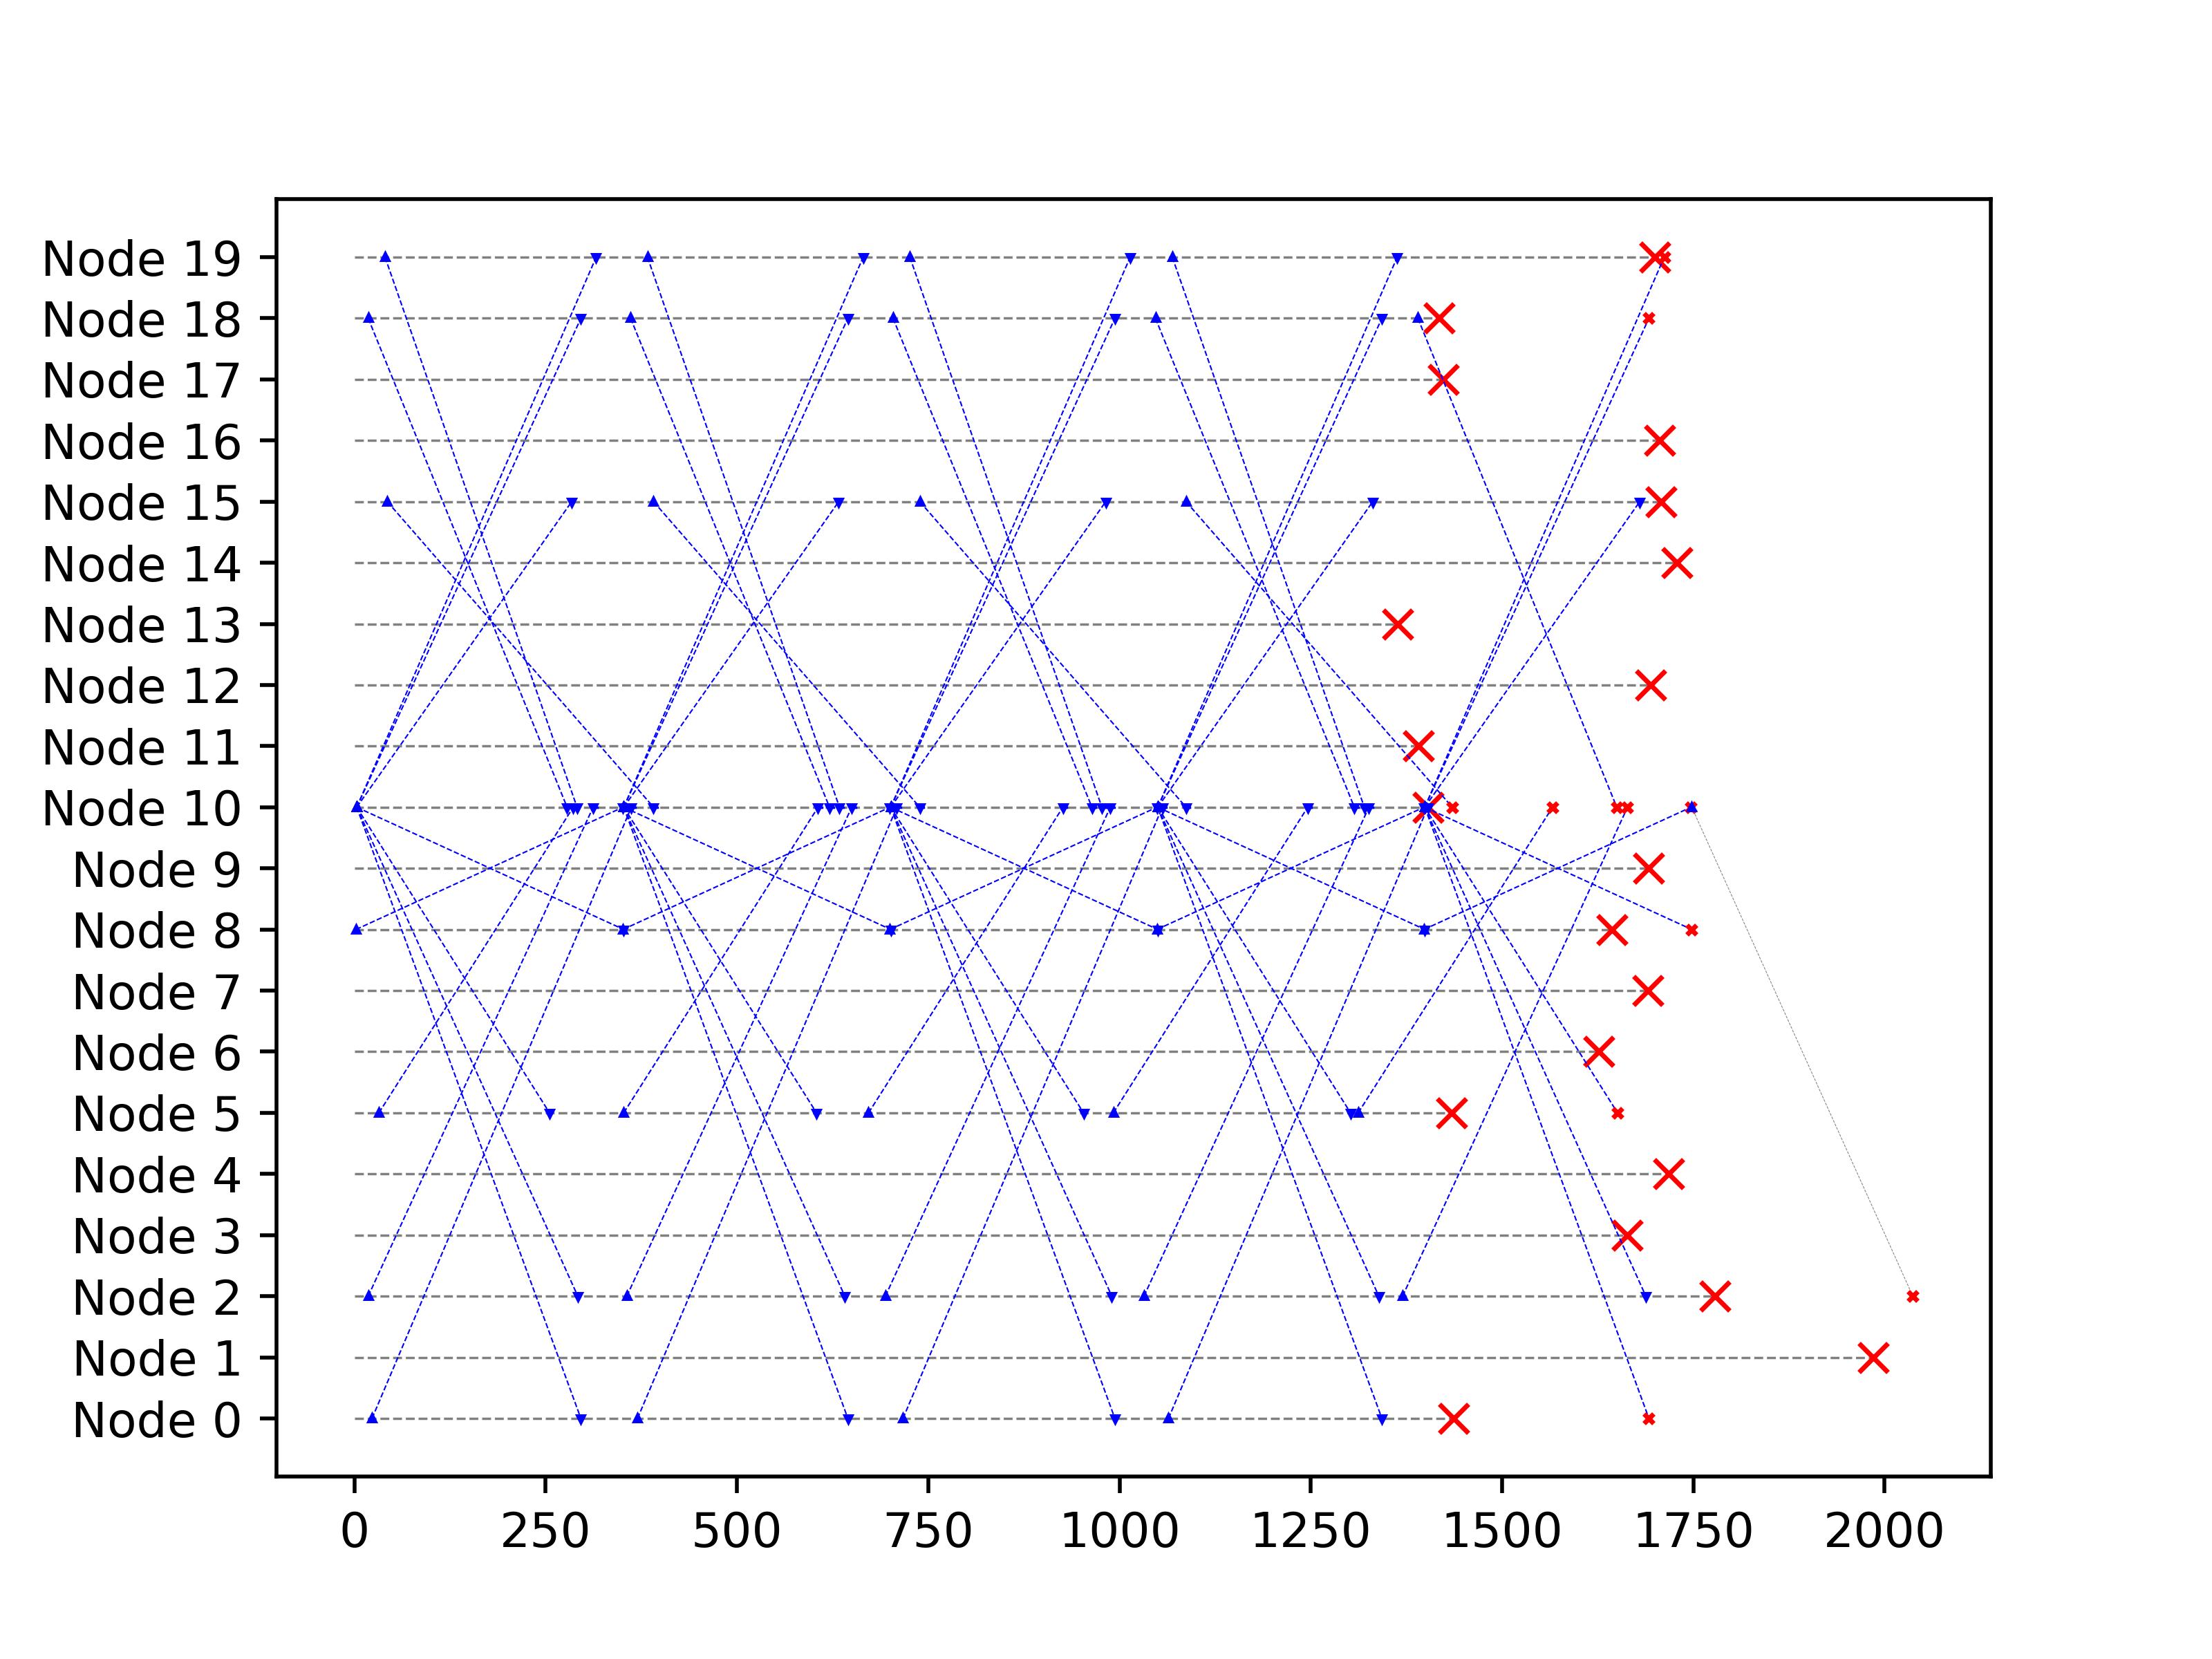 Node 19
Node 18
Node 17
Node 16
Node 15
Node 14
Node 13
Node 12
Node 11
Node 10
Node 9
Node 8
Node 7
Node 6
Node 5
Node 4
Node 3
Node 2
Node 1
Node 0
0 250 500 750 1000 1250 1500 1750 2000